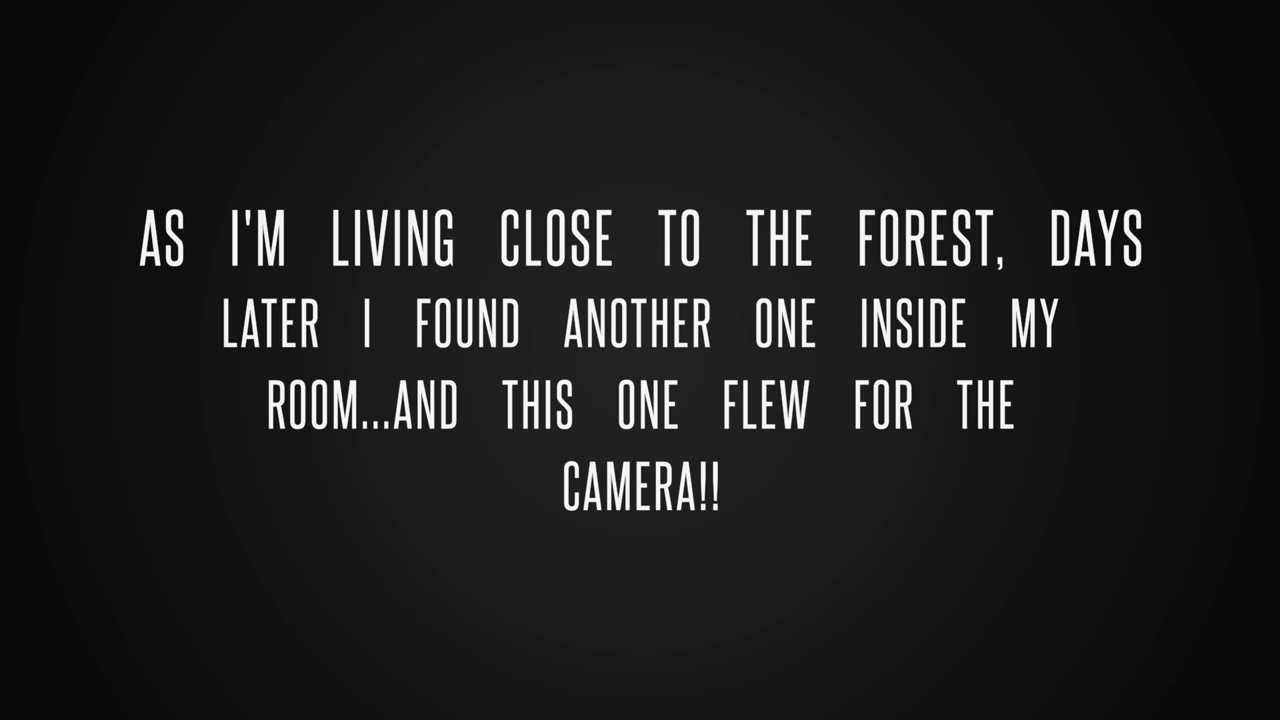 AS I'M LIVING CLOSE TO THE FOREST, DAYS
LATER I FOUND ANOTHER ONE INSIDE MY
ROOM...AND THIS ONE FLEW FOR THE
CAMERA!!